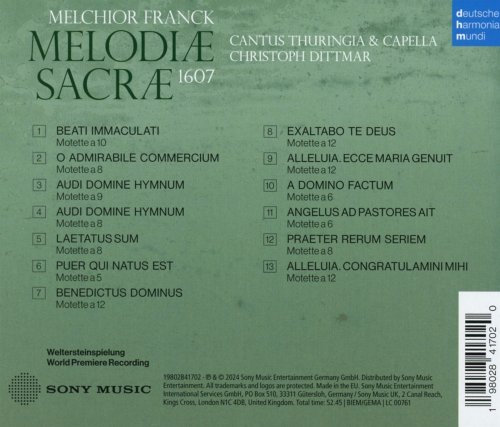 MELCHIOR FRANCK
MELODIÆ
SACRÆ 1607
CANTUS THURINGIA & CAPELLA
CHRISTOPH DITTMAR
deutsche
harmonia
mundi
1 BEATI IMMACULATI
Motette a 10
2 O ADMIRABILE COMMERCIUM
Motette a 8
3 AUDI DOMINE HYMNUM
Motette a 9
4 AUDI DOMINE HYMNUM
Motette a 8
5 LAETATUS SUM
Motette a 8
6 PUER QUI NATUS EST
Motette a 5
7 BENEDICTUS DOMINUS
Motette a 12
8 EXALTABO TE DEUS
Motette a 12
9 ALLELUIA. ECCE MARIA GENUIT
Motette a 12
10 A DOMINO FACTUM
Motette a 6
11 ANGELUS AD PASTORES AIT
Motette a 6
12 PRAETER RERUM SERIEM
Motette a 8
13 ALLELUIA. CONGRATULAMINI MIHI
Motette a 12
Weltersteinspielung
World Premiere Recording
SONY MUSIC
19802841702 · ℗ & © 2024 Sony Music Entertainment Germany GmbH. Distributed by Sony Music
Entertainment. All trademarks and logos are protected. Made in the EU. Sony Music Entertainment
International Services GmbH, P.O. Box 510, 33311 Gütersloh, Germany / Sony Music UK, 2 Canal Reach,
Kings Cross, London N1C 4DB, United Kingdom. Total time: 52.45 | BIEM/GEMA | LC 00761
1 98028 41702 0